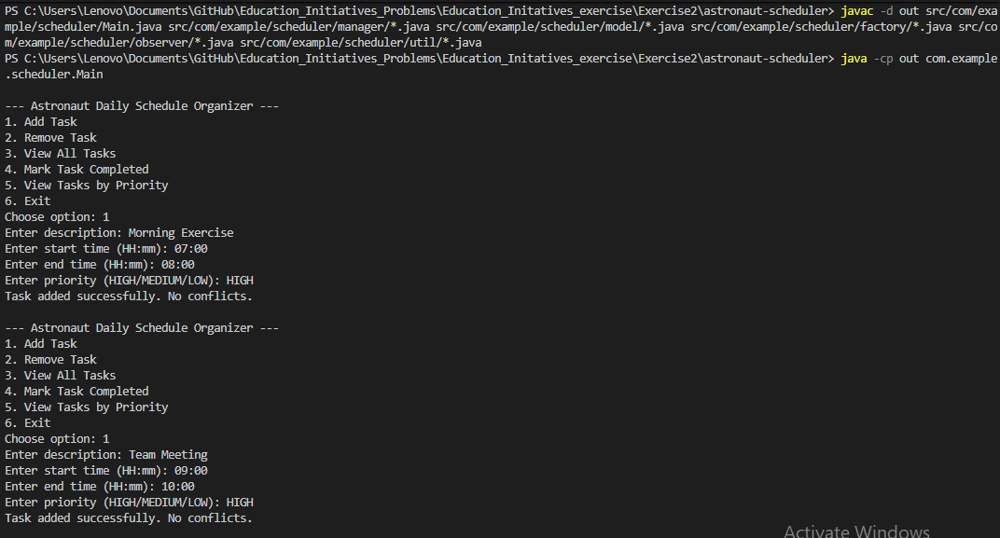 PS C:\Users\Lenovo\Documents\GitHub\Education_Initiatives_Problems\Education_Initatives_exercise\Exercise2\astronaut-scheduler> javac -d out src/com/exa
mple/scheduler/Main.java src/com/example/scheduler/manager/*.java src/com/example/scheduler/model/*.java src/com/example/scheduler/factory/*.java src/co
m/example/scheduler/observer/*.java src/com/example/scheduler/util/*.java
PS C:\Users\Lenovo\Documents\GitHub\Education_Initiatives_Problems\Education_Initatives_exercise\Exercise2\astronaut-scheduler> java -cp out com.example
.scheduler.Main
--- Astronaut Daily Schedule Organizer ---
1. Add Task
2. Remove Task
3. View All Tasks
4. Mark Task Completed
5. View Tasks by Priority
6. Exit
Choose option: 1
Enter description: Morning Exercise
Enter start time (HH:mm): 07:00
Enter end time (HH:mm): 08:00
Enter priority (HIGH/MEDIUM/LOW): HIGH
Task added successfully. No conflicts.
--- Astronaut Daily Schedule Organizer ---
1. Add Task
2. Remove Task
3. View All Tasks
4. Mark Task Completed
5. View Tasks by Priority
6. Exit
Choose option: 1
Enter description: Team Meeting
Enter start time (HH:mm): 09:00
Enter end time (HH:mm): 10:00
Enter priority (HIGH/MEDIUM/LOW): HIGH
Task added successfully. No conflicts.
Activate Windows